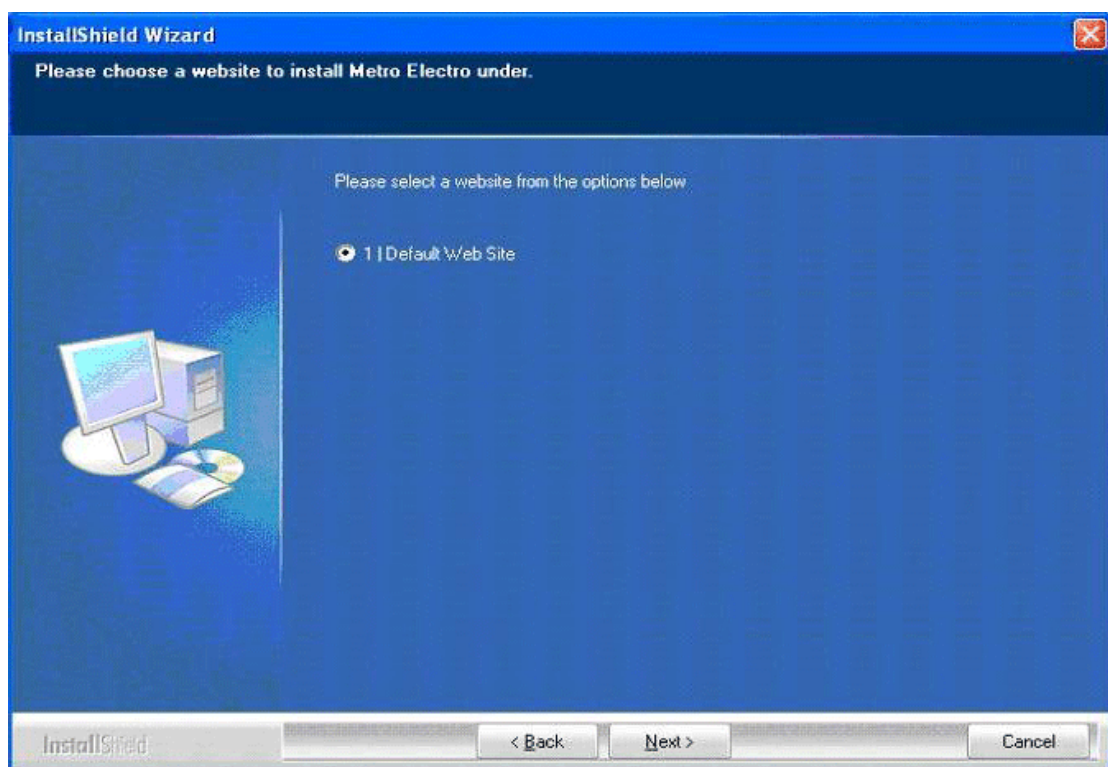 InstallShield Wizard
Please choose a website to install Metro Electro under.
Please select a website from the options below
1 | Default Web Site
InstallShield
< Back
Next >
Cancel